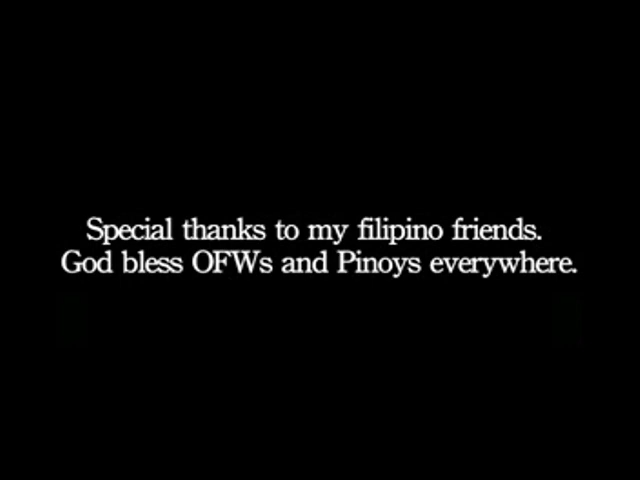 Special thanks to my filipino friends.
God bless OFWs and Pinoys everywhere.